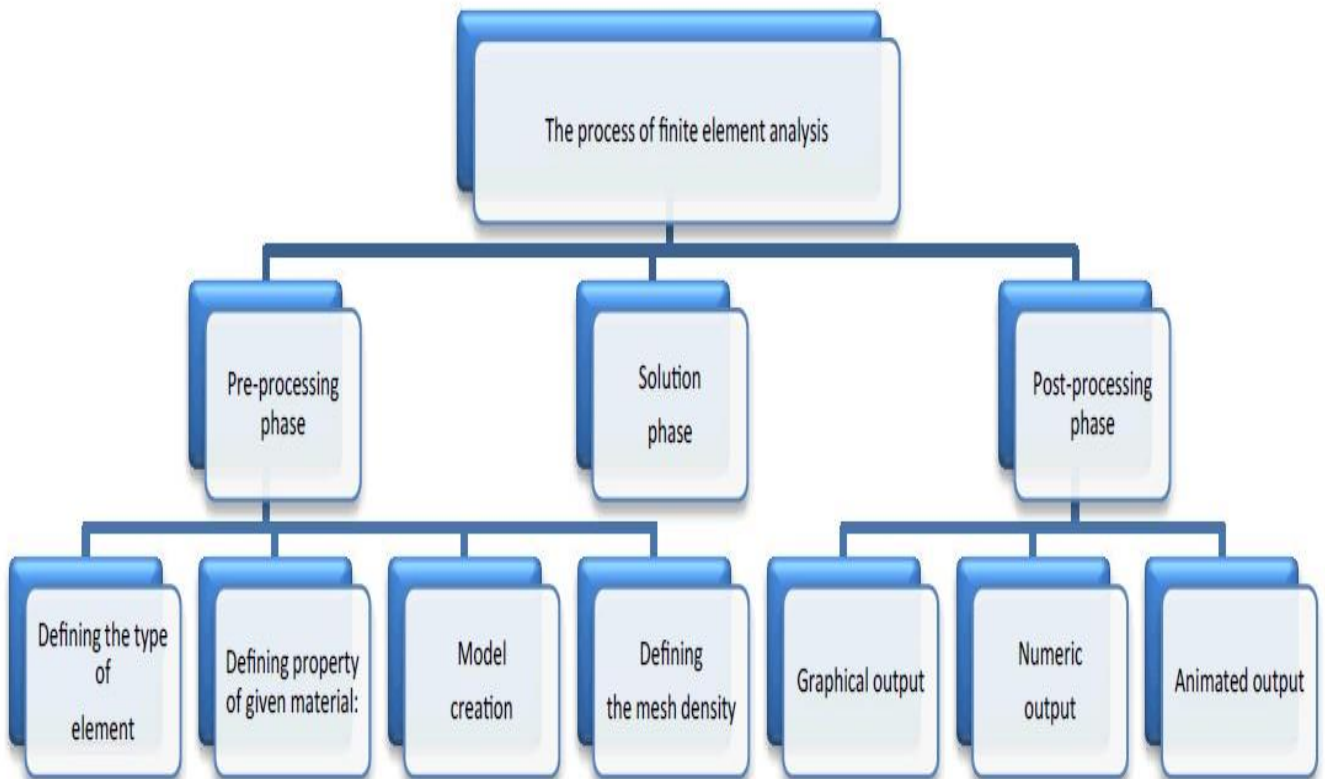 The process of finite element analysis
Pre-processing
phase
Solution
phase
Post-processing
phase
Defining the type
of
element
Defining property
of given material:
Model
creation
Defining
the mesh density
Graphical output
Numeric
output
Animated output